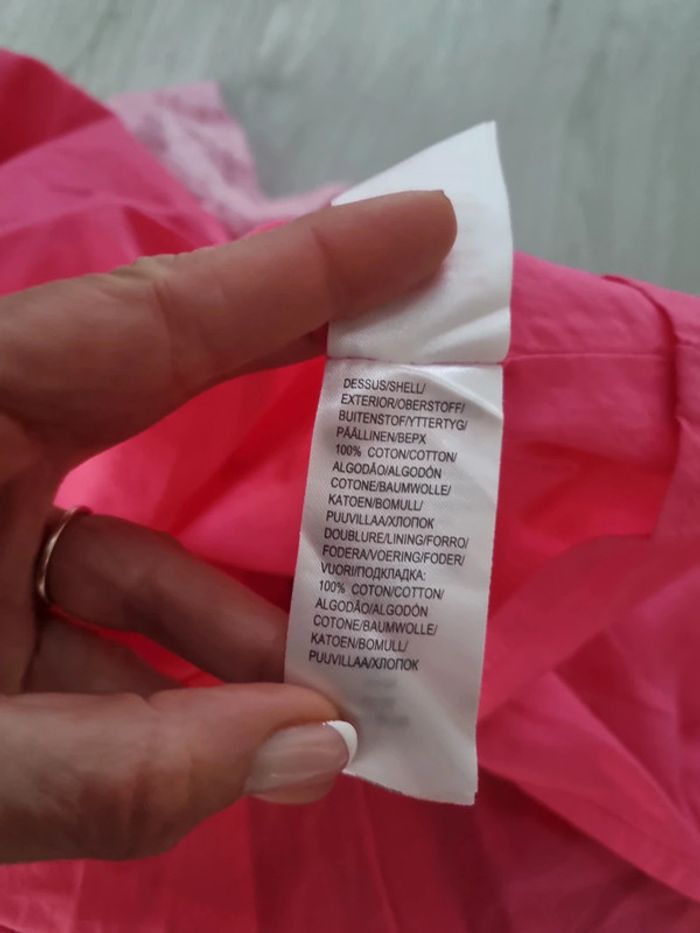 DESSUS/SHELL/
EXTERIOR/OBERSTOFF/
BUITENSTOF/YTTERTYG/
PÄÄLLINEN/ВЕРХ
100% COTON/COTTON/
ALGODÃO/ALGODÓN
COTONE/BAUMWOLLE/
KATOEN/BOMULL/
PUUVILLAA/ХЛОПОК
DOUBLURE/LINING/FORRO/
FODERA/VOERING/FODER/
VUORI/ПОДКЛАДКА:
100% COTON/COTTON/
ALGODÃO/ALGODÓN
COTONE/BAUMWOLLE/
KATOEN/BOMULL/
PUUVILLAA/ХЛОПОК